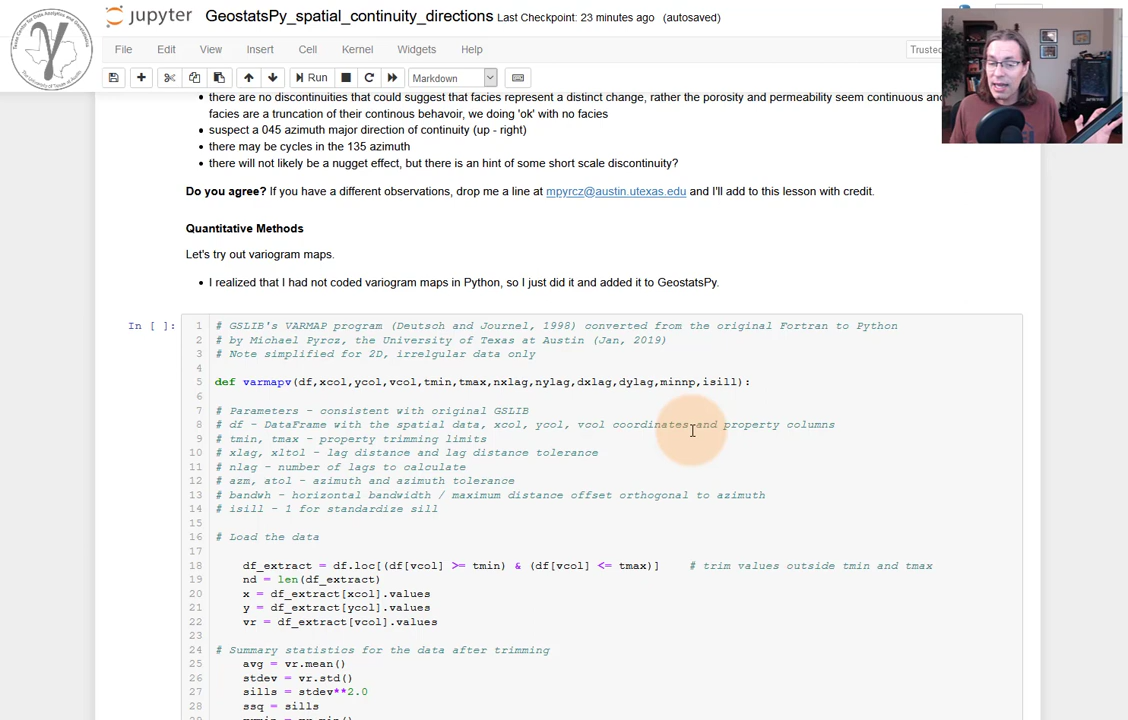 jupyter GeostatsPy_spatial_continuity_directions Last Checkpoint: 23 minutes ago (autosaved)
File Edit View Insert Cell Kernel Widgets Help Trusted
Run Markdown
there are no discontinuities that could suggest that facies represent a distinct change, rather the porosity and permeability seem continuous and
facies are a truncation of their continous behavoir, we doing 'ok' with no facies
suspect a 045 azimuth major direction of continuity (up - right)
there may be cycles in the 135 azimuth
there will not likely be a nugget effect, but there is an hint of some short scale discontinuity?
Do you agree? If you have a different observations, drop me a line at mpyrcz@austin.utexas.edu and I'll add to this lesson with credit.
Quantitative Methods
Let's try out variogram maps.
I realized that I had not coded variogram maps in Python, so I just did it and added it to GeostatsPy.
In [ ]:
1 # GSLIB's VARMAP program (Deutsch and Journel, 1998) converted from the original Fortran to Python
2 # by Michael Pyrcz, the University of Texas at Austin (Jan, 2019)
3 # Note simplified for 2D, irrelgular data only
4
5 def varmapv(df,xcol,ycol,vcol,tmin,tmax,nxlag,nylag,dxlag,dylag,minnp,isill):
6
7 # Parameters - consistent with original GSLIB
8 # df - DataFrame with the spatial data, xcol, ycol, vcol coordinates and property columns
9 # tmin, tmax - property trimming limits
10 # xlag, xltol - lag distance and lag distance tolerance
11 # nlag - number of lags to calculate
12 # azm, atol - azimuth and azimuth tolerance
13 # bandwh - horizontal bandwidth / maximum distance offset orthogonal to azimuth
14 # isill - 1 for standardize sill
15
16 # Load the data
17
18 df_extract = df.loc[(df[vcol] >= tmin) & (df[vcol] <= tmax)] # trim values outside tmin and tmax
19 nd = len(df_extract)
20 x = df_extract[xcol].values
21 y = df_extract[ycol].values
22 vr = df_extract[vcol].values
23
24 # Summary statistics for the data after trimming
25 avg = vr.mean()
26 stdev = vr.std()
27 sills = stdev**2.0
28 ssq = sills